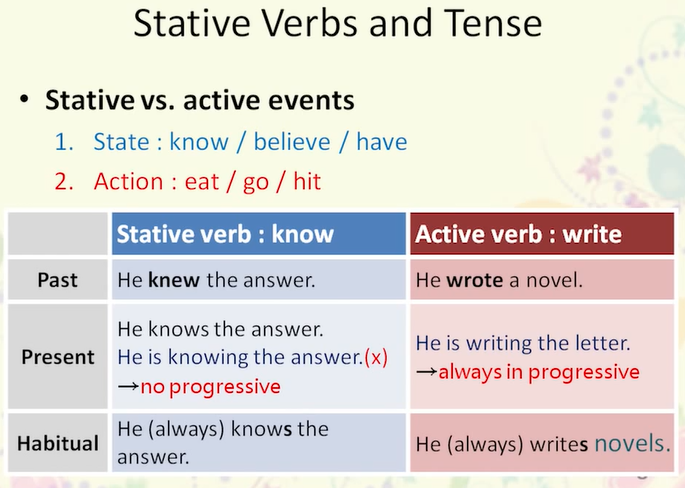 Stative Verbs and Tense
• Stative vs. active events
1. State : know / believe / have
2. Action : eat / go / hit
Stative verb : know
Active verb : write
Past
He knew the answer.
He wrote a novel.
Present
He knows the answer.
He is knowing the answer.(x)
→no progressive
He is writing the letter.
→always in progressive
Habitual
He (always) knows the
answer.
He (always) writes novels.